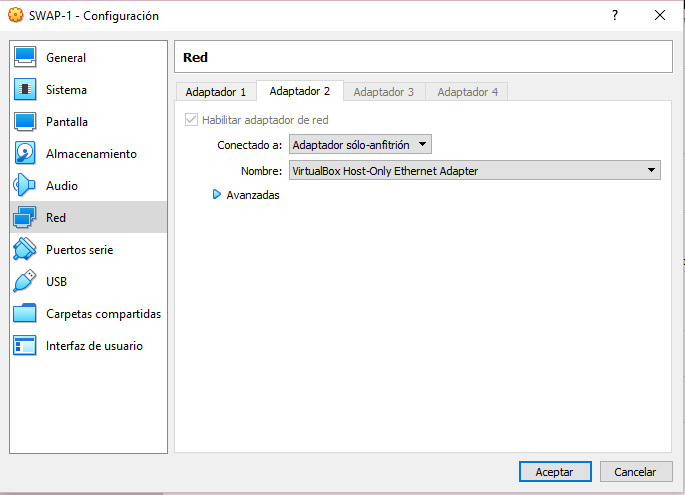 SWAP-1 - Configuración
General
Sistema
Pantalla
Almacenamiento
Audio
Red
Puertos serie
USB
Carpetas compartidas
Interfaz de usuario
Red
Adaptador 1 Adaptador 2 Adaptador 3 Adaptador 4
Habilitar adaptador de red
Conectado a: Adaptador sólo-anfitrión
Nombre: VirtualBox Host-Only Ethernet Adapter
Avanzadas
Aceptar Cancelar